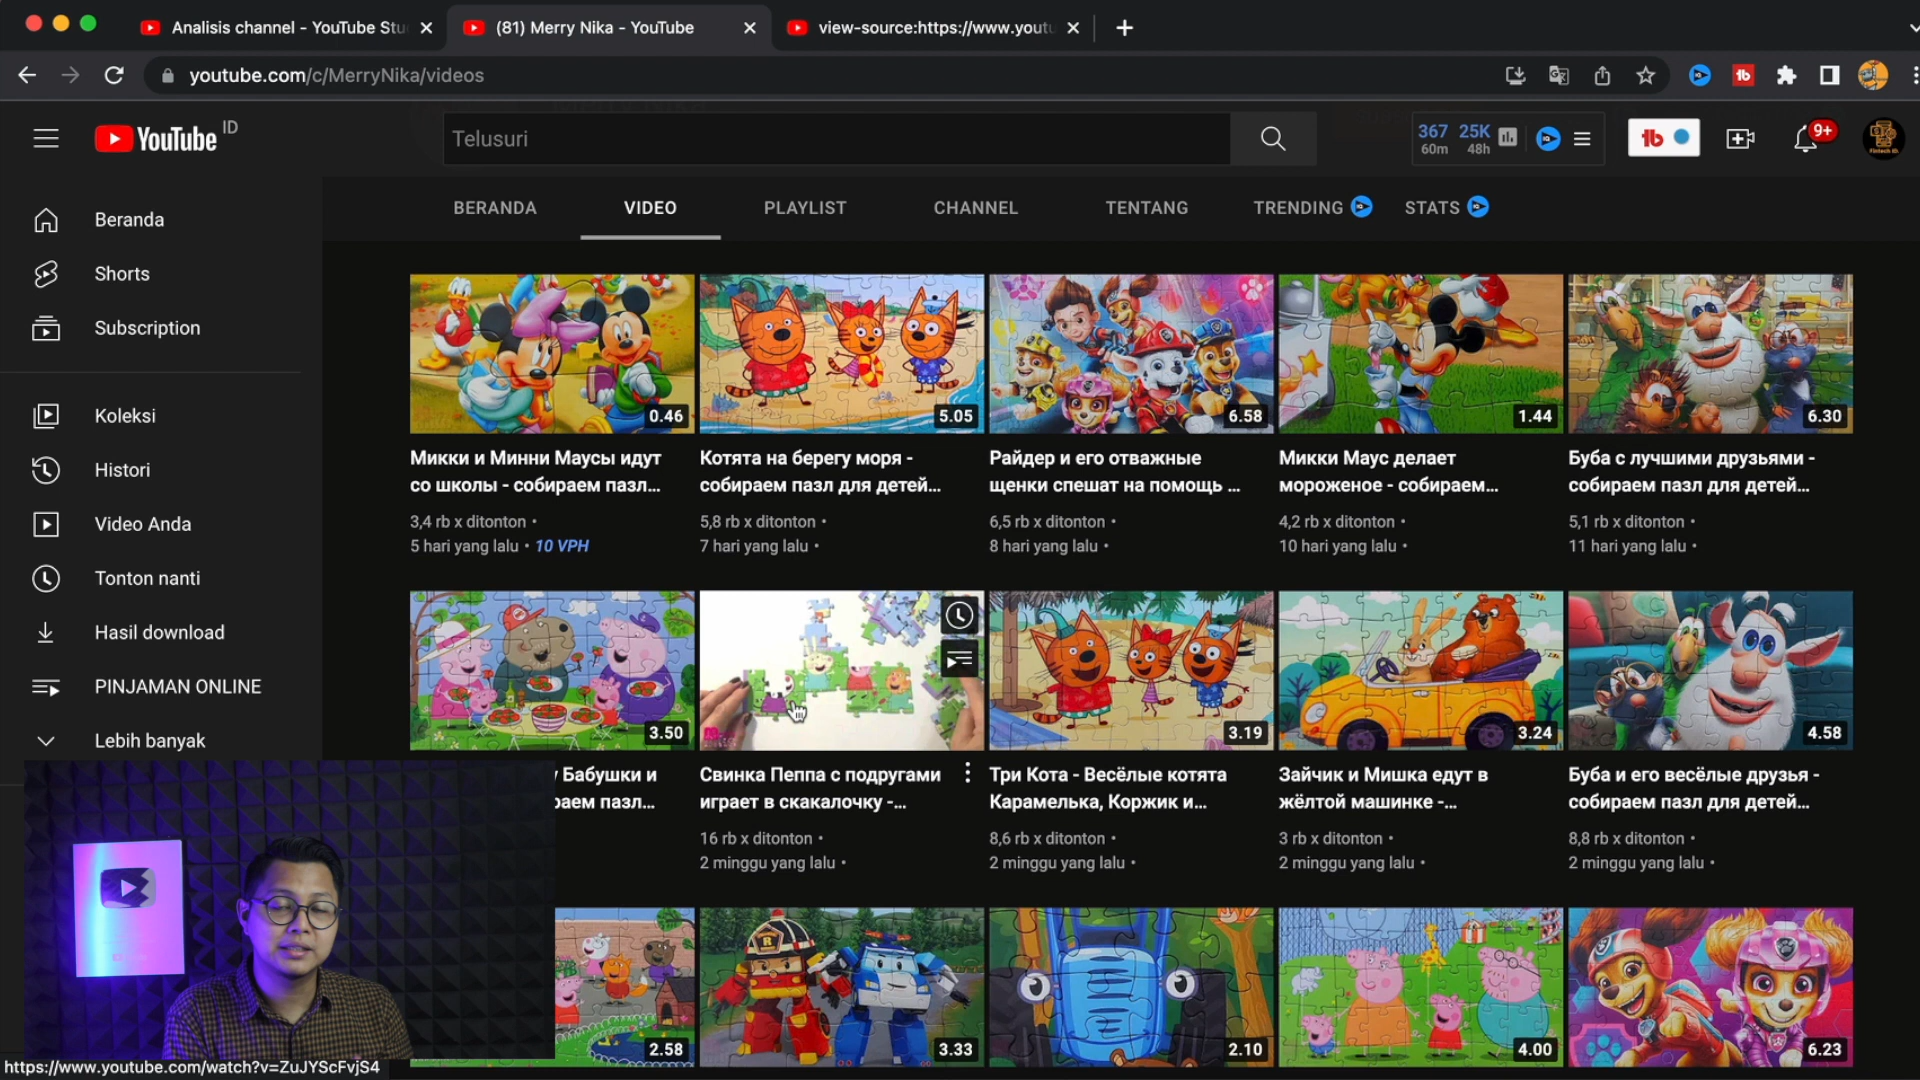 Analisis channel - YouTube Stu
(81) Merry Nika - YouTube
view-source:https://www.yout
youtube.com/c/MerryNika/videos
YouTube ID
Telusuri
367 60m
25K 48h
9+
BERANDA
VIDEO
PLAYLIST
CHANNEL
TENTANG
TRENDING
STATS
Beranda
Shorts
Subscription
Koleksi
Histori
Video Anda
Tonton nanti
Hasil download
PINJAMAN ONLINE
Lebih banyak
0.46
Микки и Минни Маусы идут
со школы - собираем пазл...
3,4 rb x ditonton •
5 hari yang lalu • 10 VPH
5.05
Котята на берегу моря -
собираем пазл для детей...
5,8 rb x ditonton •
7 hari yang lalu •
6.58
Райдер и его отважные
щенки спешат на помощь ...
6,5 rb x ditonton •
8 hari yang lalu •
1.44
Микки Маус делает
мороженое - собираем...
4,2 rb x ditonton •
10 hari yang lalu •
6.30
Буба с лучшими друзьями -
собираем пазл для детей...
5,1 rb x ditonton •
11 hari yang lalu •
3.50
у Бабушки и
раем пазл...
Свинка Пеппа с подругами
играет в скакалочку -...
16 rb x ditonton •
2 minggu yang lalu •
3.19
Три Кота - Весёлые котята
Карамелька, Коржик и...
8,6 rb x ditonton •
2 minggu yang lalu •
3.24
Зайчик и Мишка едут в
жёлтой машинке -...
3 rb x ditonton •
2 minggu yang lalu •
4.58
Буба и его весёлые друзья -
собираем пазл для детей...
8,8 rb x ditonton •
2 minggu yang lalu •
2.58
3.33
2.10
4.00
6.23
https://www.youtube.com/watch?v=ZuJYScFvjS4